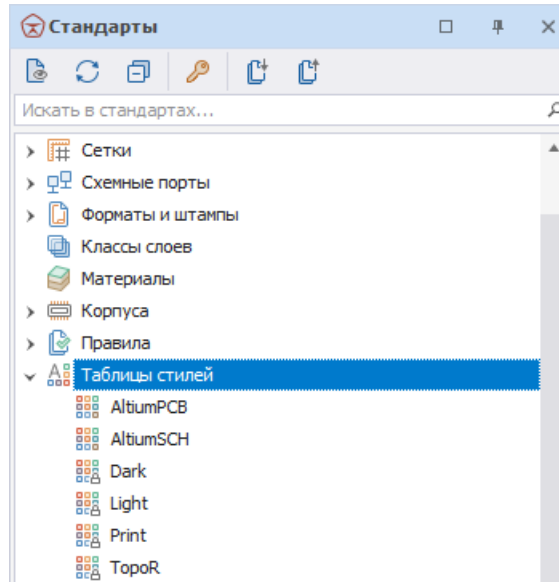 Стандарты
Искать в стандартах...
Сетки
Схемные порты
Форматы и штампы
Классы слоев
Материалы
Корпуса
Правила
Таблицы стилей
AltiumPCB
AltiumSCH
Dark
Light
Print
TopoR